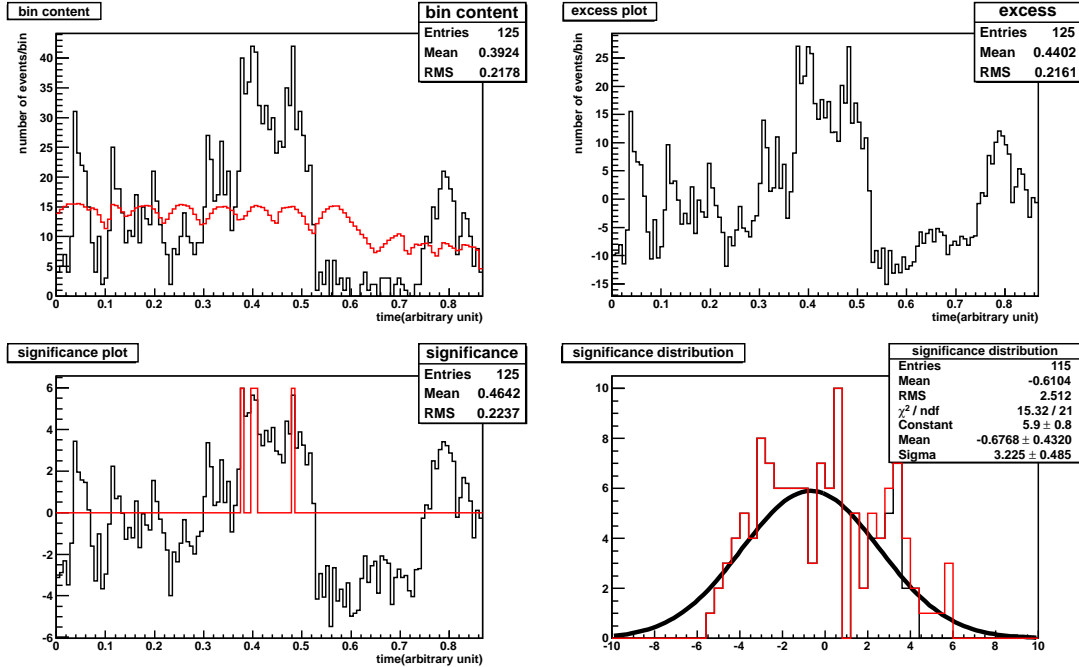 bin content
bin content
Entries 125
Mean 0.3924
RMS 0.2178
number of events/bin
40
35
30
25
20
15
10
5
0
0 0.1 0.2 0.3 0.4 0.5 0.6 0.7 0.8
time(arbitrary unit)
excess plot
excess
Entries 125
Mean 0.4402
RMS 0.2161
number of events/bin
25
20
15
10
5
0
-5
-10
-15
0 0.1 0.2 0.3 0.4 0.5 0.6 0.7 0.8
time(arbitrary unit)
significance plot
significance
Entries 125
Mean 0.4642
RMS 0.2237
6
4
2
0
-2
-4
-6
0 0.1 0.2 0.3 0.4 0.5 0.6 0.7 0.8
time(arbitrary unit)
significance distribution
significance distribution
Entries 115
Mean -0.6104
RMS 2.512
χ² / ndf 15.32 / 21
Constant 5.9 ± 0.8
Mean -0.6768 ± 0.4320
Sigma 3.225 ± 0.485
10
8
6
4
2
0
-10 -8 -6 -4 -2 0 2 4 6 8 10